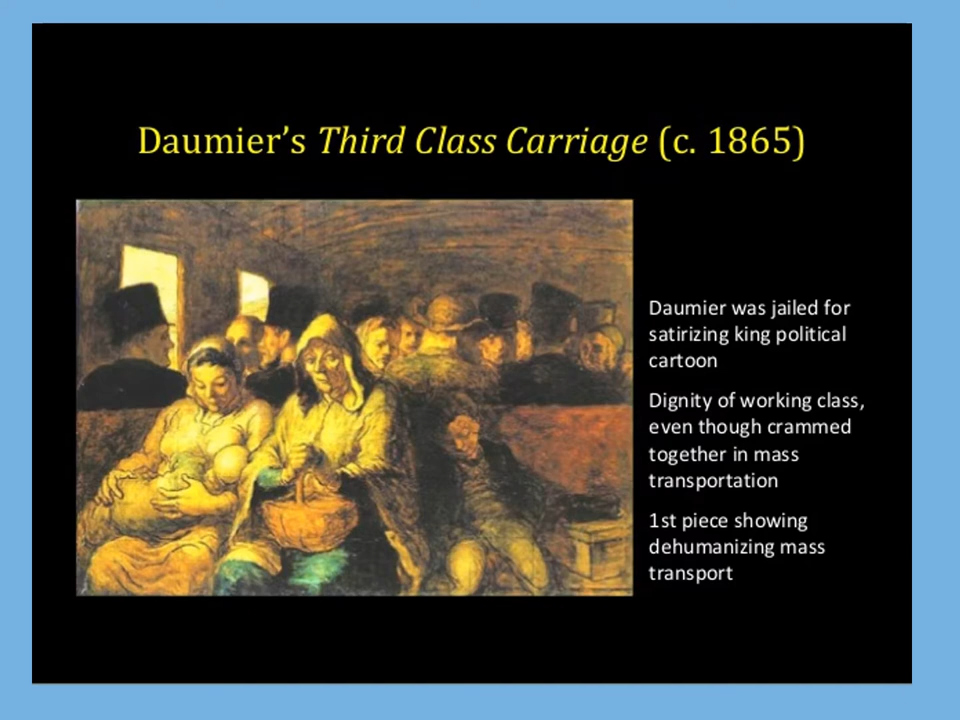 Daumier’s Third Class Carriage (c. 1865)
Daumier was jailed for
satirizing king political
cartoon
Dignity of working class,
even though crammed
together in mass
transportation
1st piece showing
dehumanizing mass
transport